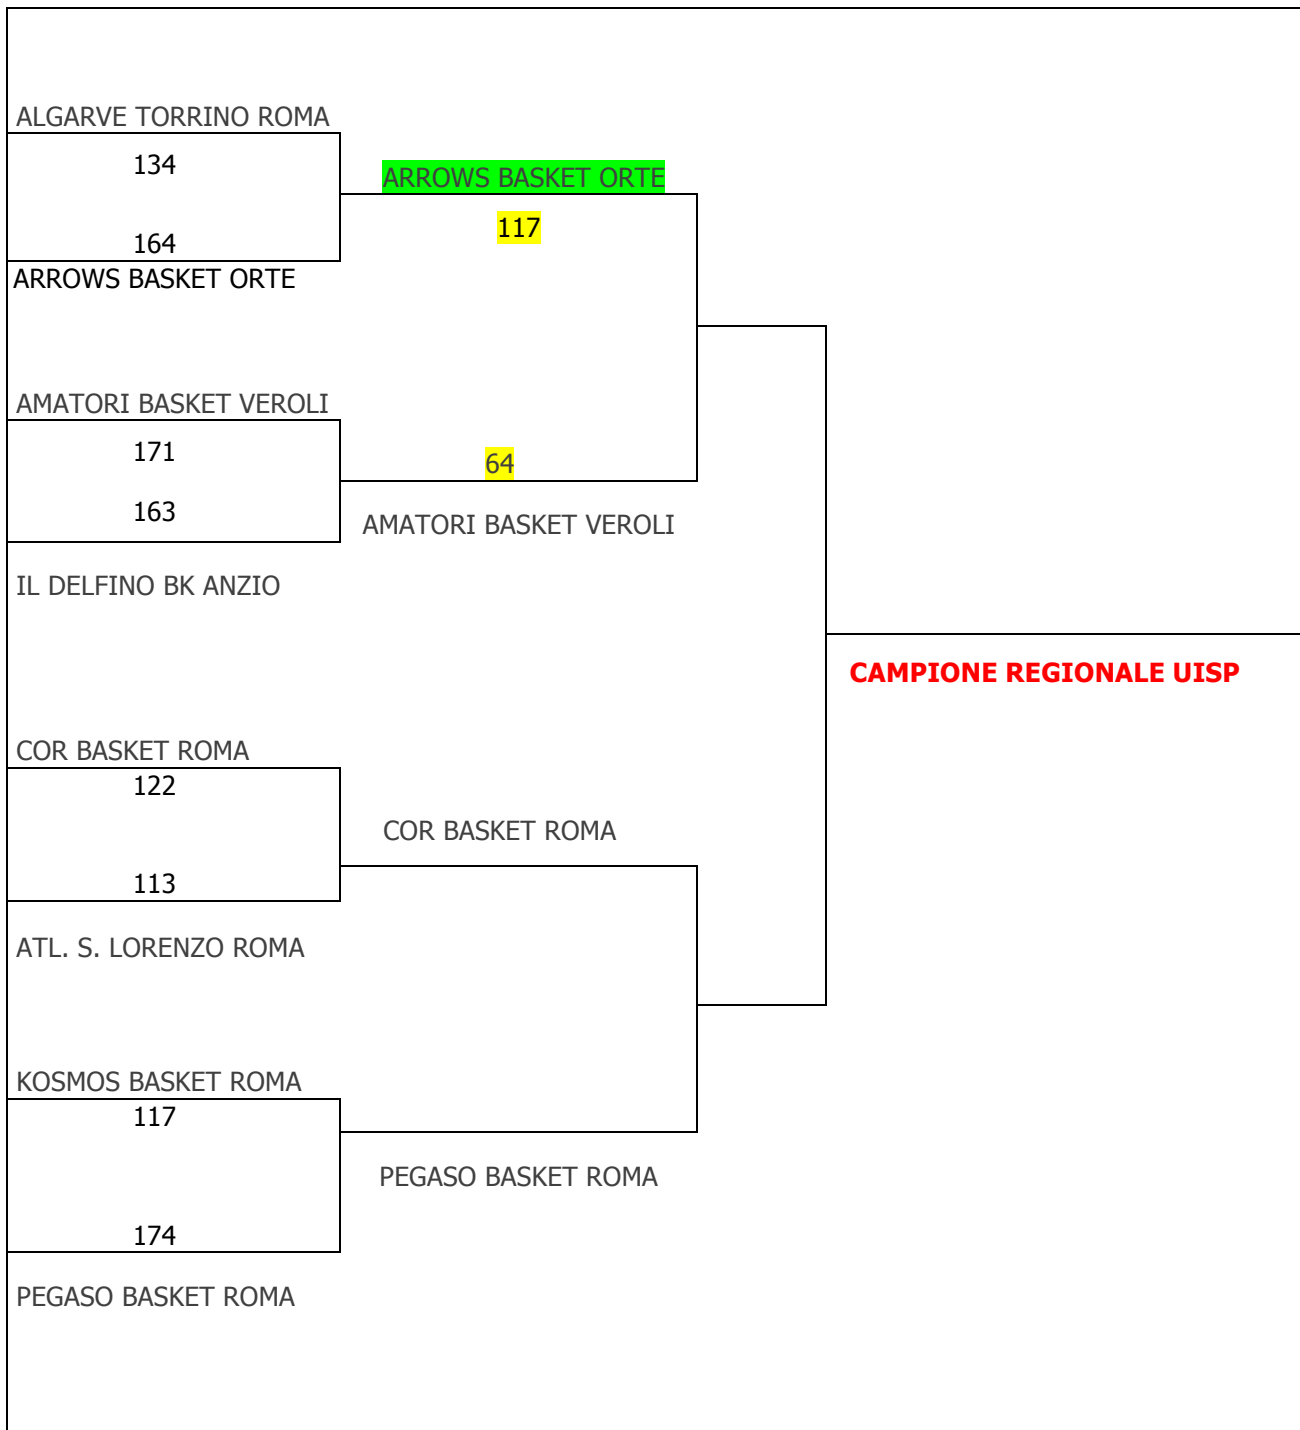 ALGARVE TORRINO ROMA
134
ARROWS BASKET ORTE
117
164
ARROWS BASKET ORTE
AMATORI BASKET VEROLI
171
64
163
AMATORI BASKET VEROLI
IL DELFINO BK ANZIO
CAMPIONE REGIONALE UISP
COR BASKET ROMA
122
COR BASKET ROMA
113
ATL. S. LORENZO ROMA
KOSMOS BASKET ROMA
117
PEGASO BASKET ROMA
174
PEGASO BASKET ROMA